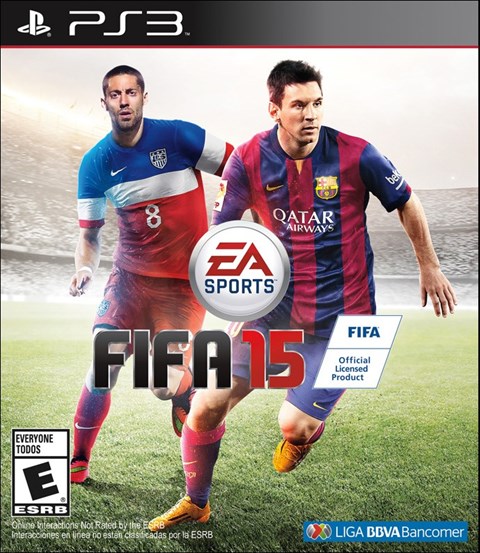 PS3
8
QATAR
AIRWAYS
beko
EA
SPORTS
FIFA 15
FIFA
Official
Licensed
Product
EVERYONE
TODOS
E
ESRB
Online Interactions Not Rated by the ESRB
Interacciones en línea no están clasificadas por la ESRB
LIGA BBVA Bancomer